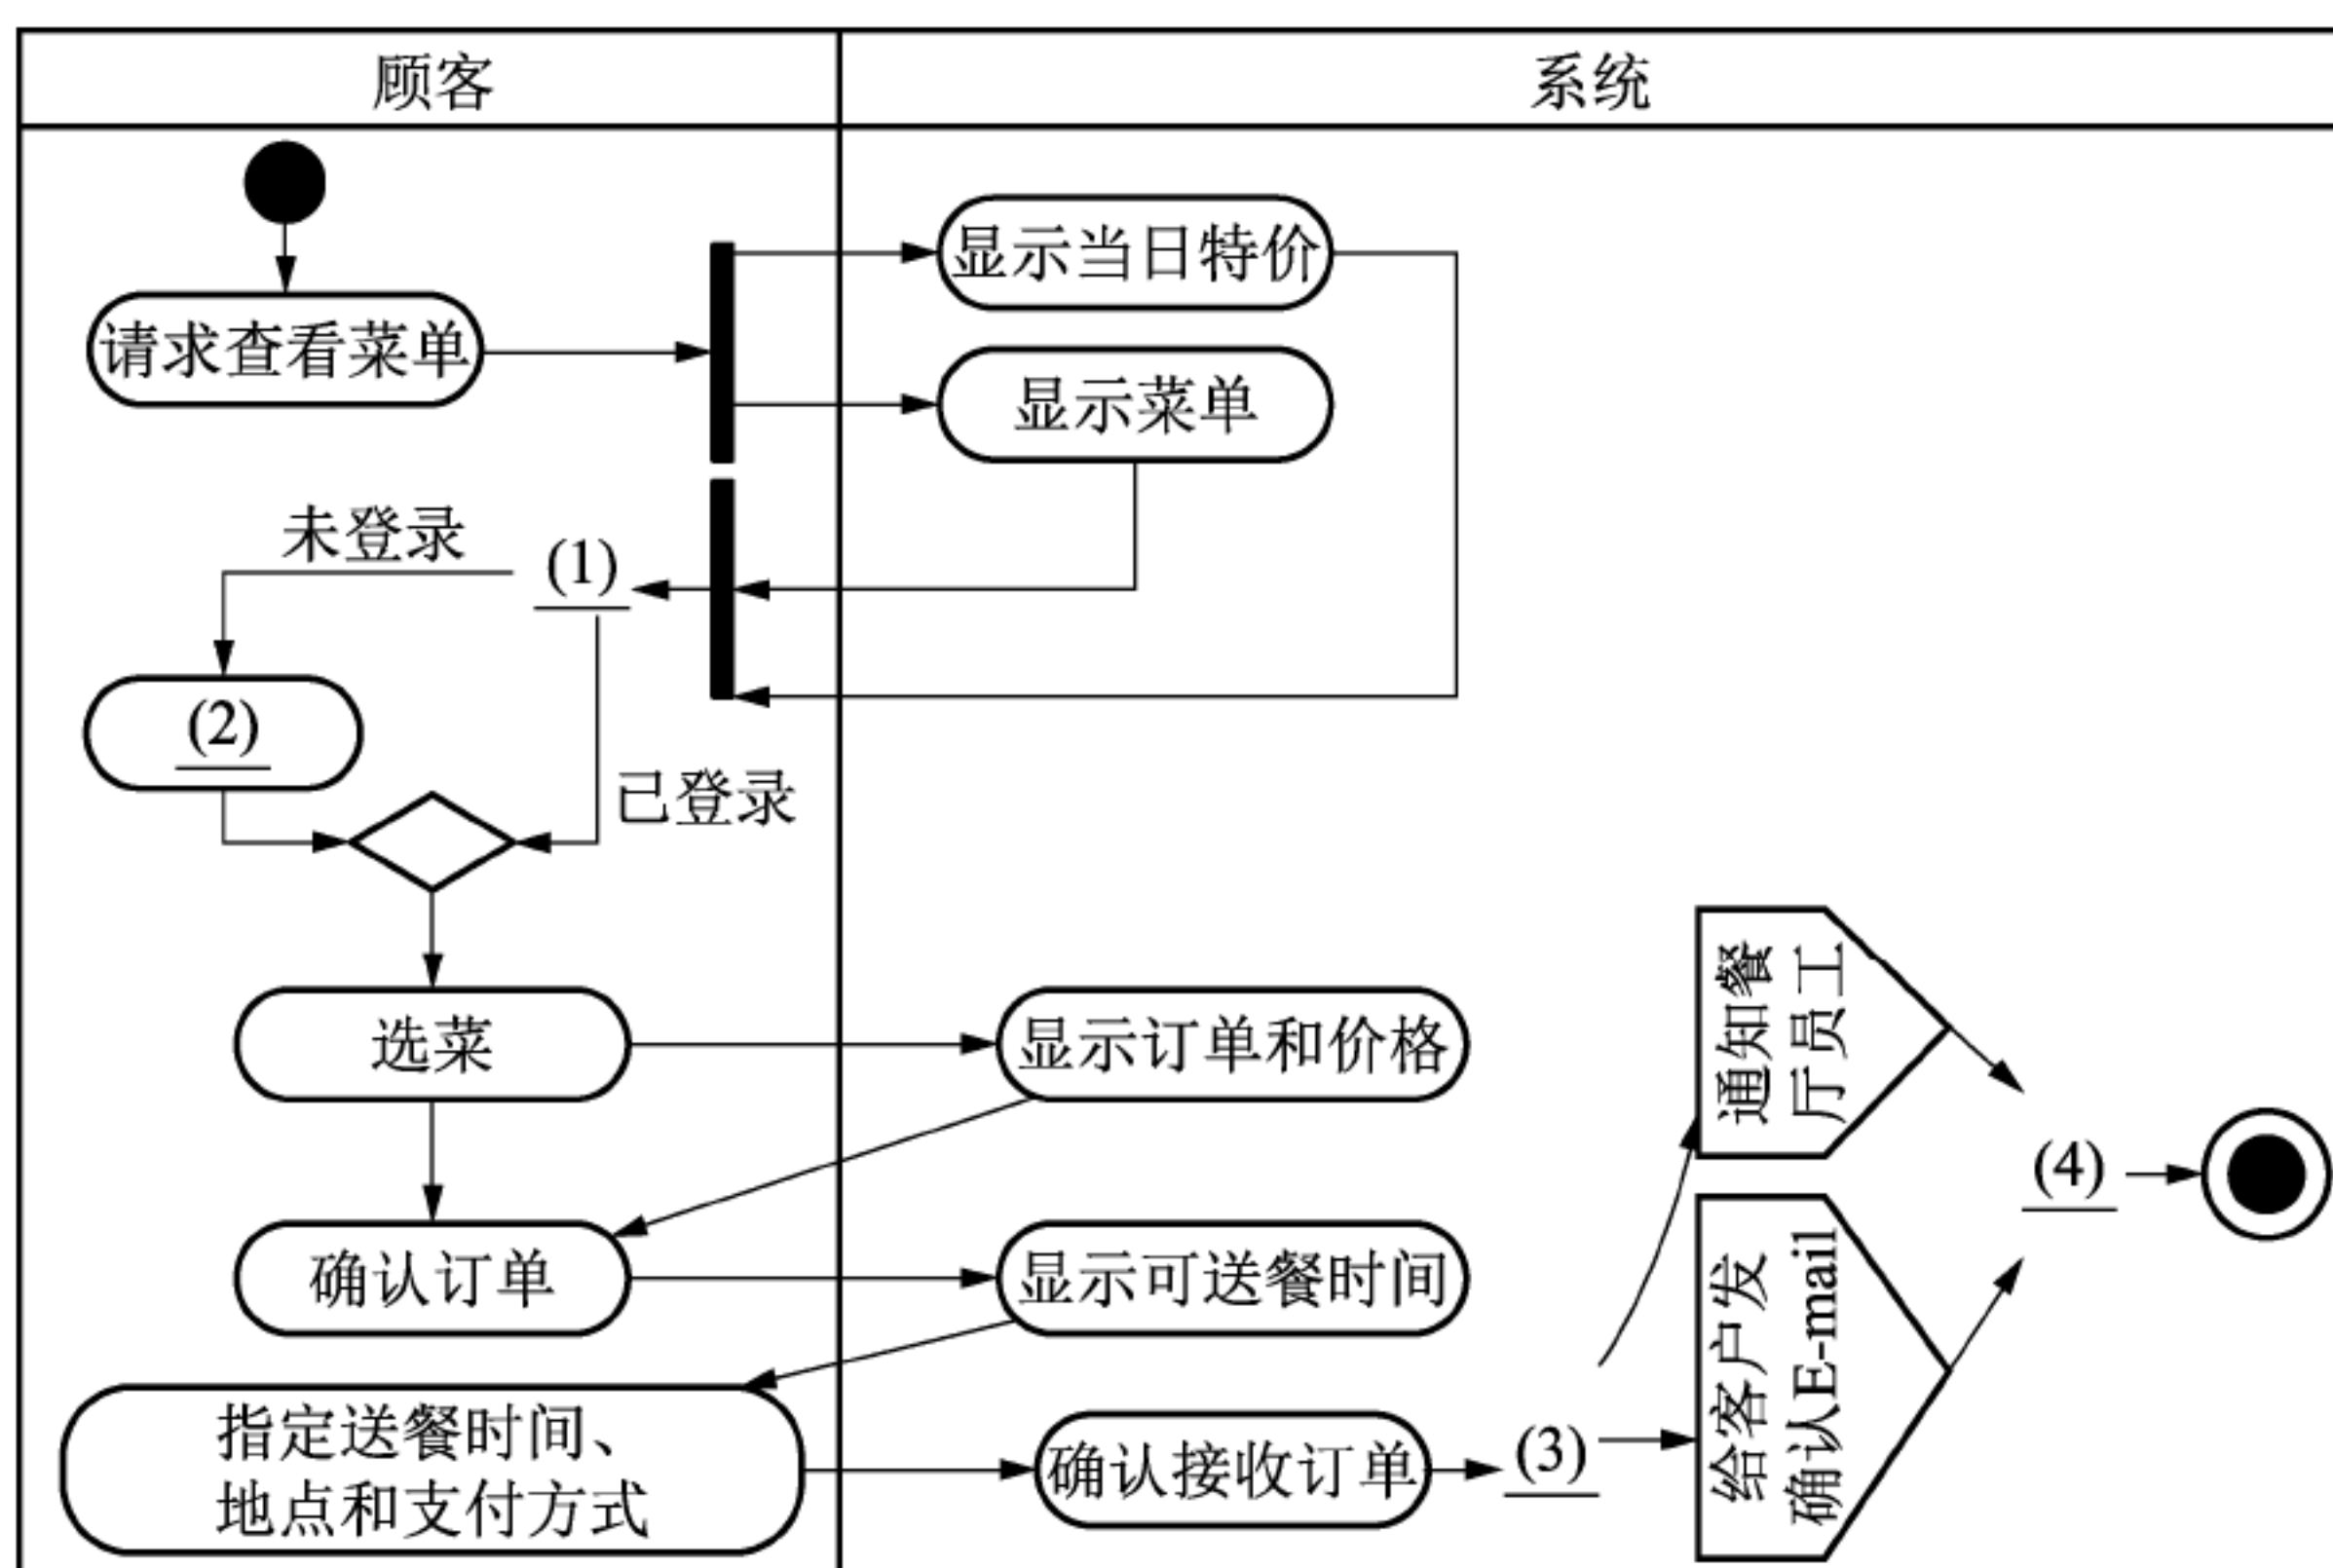 顾客
系统
显示当日特价
请求查看菜单
显示菜单
未登录
(1)
(2)
已登录
选菜
显示订单和价格
通知餐
厅员工
(4)
确认订单
显示可送餐时间
给客户发
确认E-mail
指定送餐时间、
地点和支付方式
确认接收订单
(3)